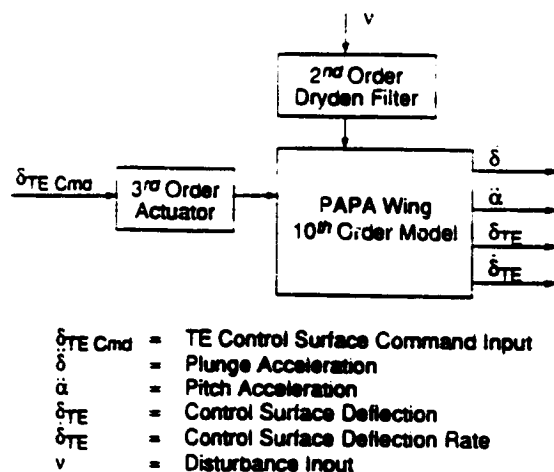 ν
2nd Order
Dryden Filter
δTE Cmd
3rd Order
Actuator
PAPA Wing
10th Order Model
δ̈
α̈
δTE
δ̇TE
δTE Cmd = TE Control Surface Command Input
δ̈ = Plunge Acceleration
α̈ = Pitch Acceleration
δTE = Control Surface Deflection
δ̇TE = Control Surface Deflection Rate
ν = Disturbance Input